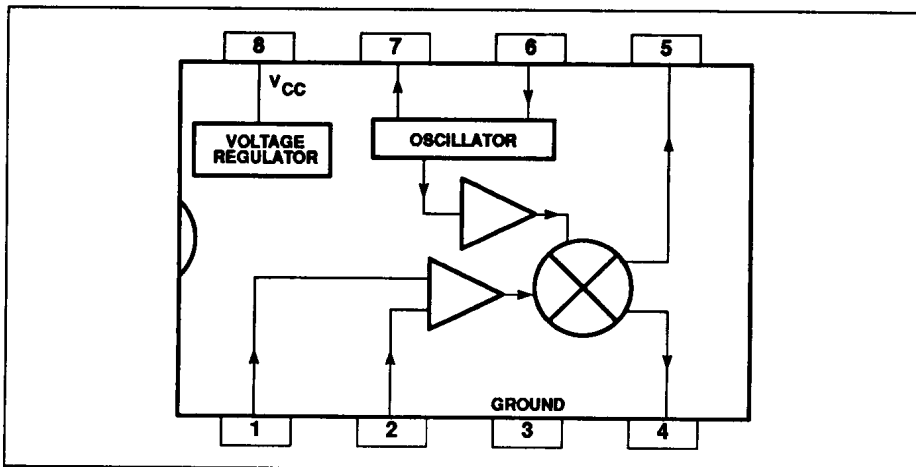 8 7 6 5
VCC
VOLTAGE
REGULATOR
OSCILLATOR
GROUND
1 2 3 4